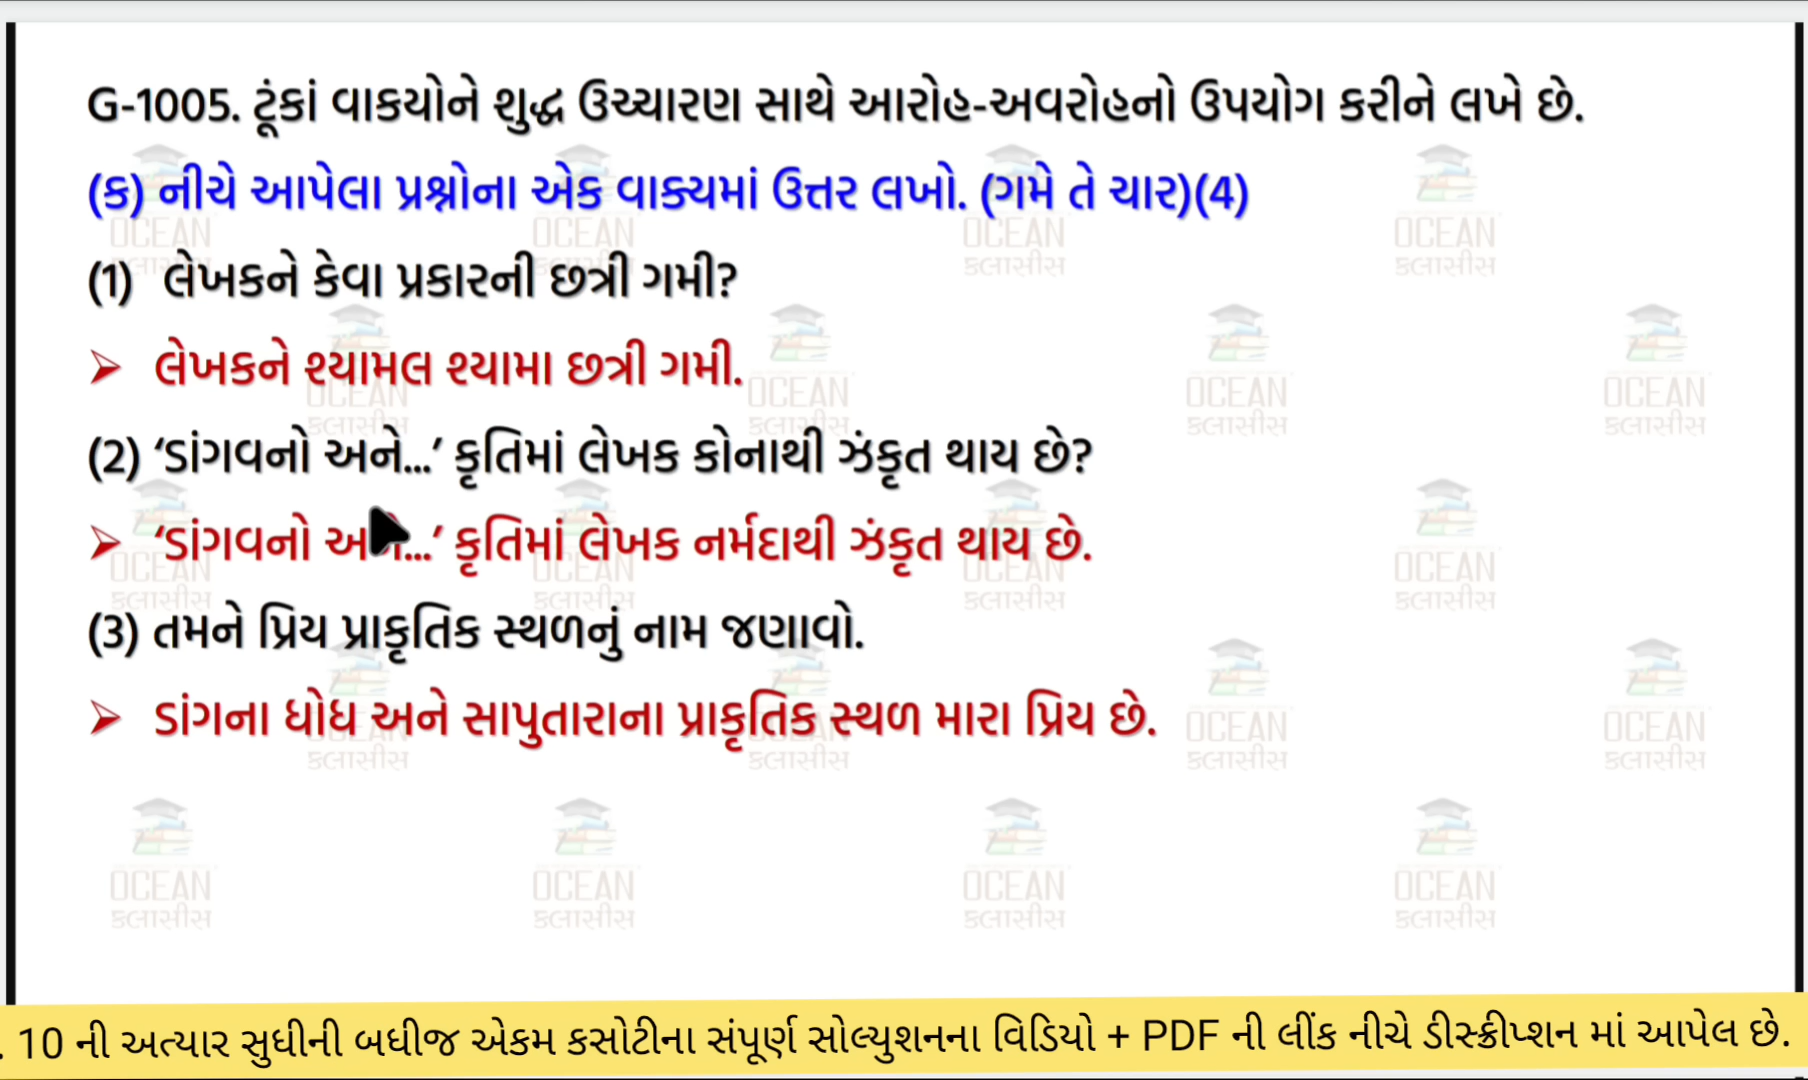 G-1005. ટૂંકાં વાકયોને શુદ્ધ ઉચ્ચારણ સાથે આરોહ-અવરોહનો ઉપયોગ કરીને લખે છે.
(ક) નીચે આપેલા પ્રશ્નોના એક વાક્યમાં ઉત્તર લખો. (ગમે તે ચાર)(4)
(1) લેખકને કેવા પ્રકારની છત્રી ગમી?
➢ લેખકને શ્યામલ શ્યામા છત્રી ગમી.
(2) ‘ડાંગવનો અને...’ કૃતિમાં લેખક કોનાથી ઝંકૃત થાય છે?
➢ ‘ડાંગવનો અને...’ કૃતિમાં લેખક નર્મદાથી ઝંકૃત થાય છે.
(3) તમને પ્રિય પ્રાકૃતિક સ્થળનું નામ જણાવો.
➢ ડાંગના ધોધ અને સાપુતારાના પ્રાકૃતિક સ્થળ મારા પ્રિય છે.
OCEAN
કલાસીસ
. 10 ની અત્યાર સુધીની બધીજ એકમ કસોટીના સંપૂર્ણ સોલ્યુશનના વિડિયો + PDF ની લીંક નીચે ડીસ્ક્રીપ્શન માં આપેલ છે.